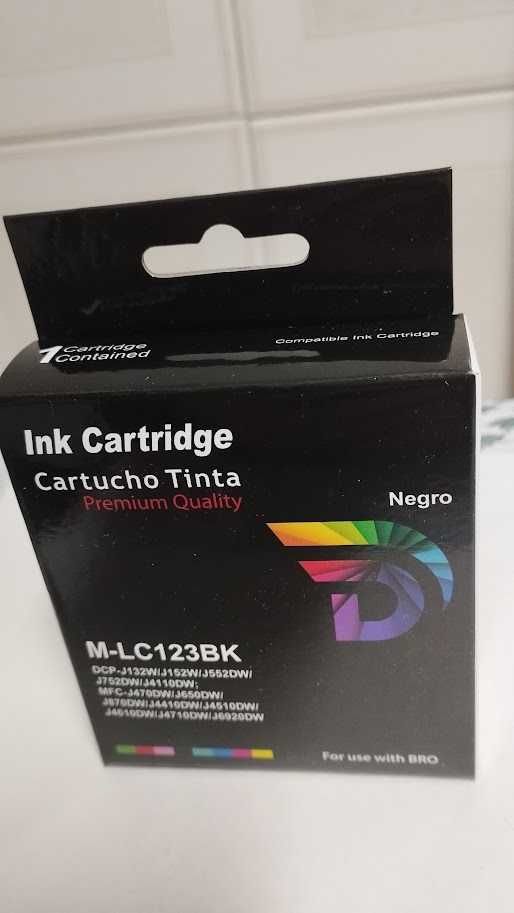 1 Cartridge
Contained
Compatible Ink Cartridge
Ink Cartridge
Cartucho Tinta
Premium Quality
Negro
M-LC123BK
DCP-J132W/J152W/J552DW/
J752DW/J4110DW;
MFC-J470DW/J650DW/
J870DW/J4410DW/J4510DW/
J4610DW/J4710DW/J6920DW
For use with BRO